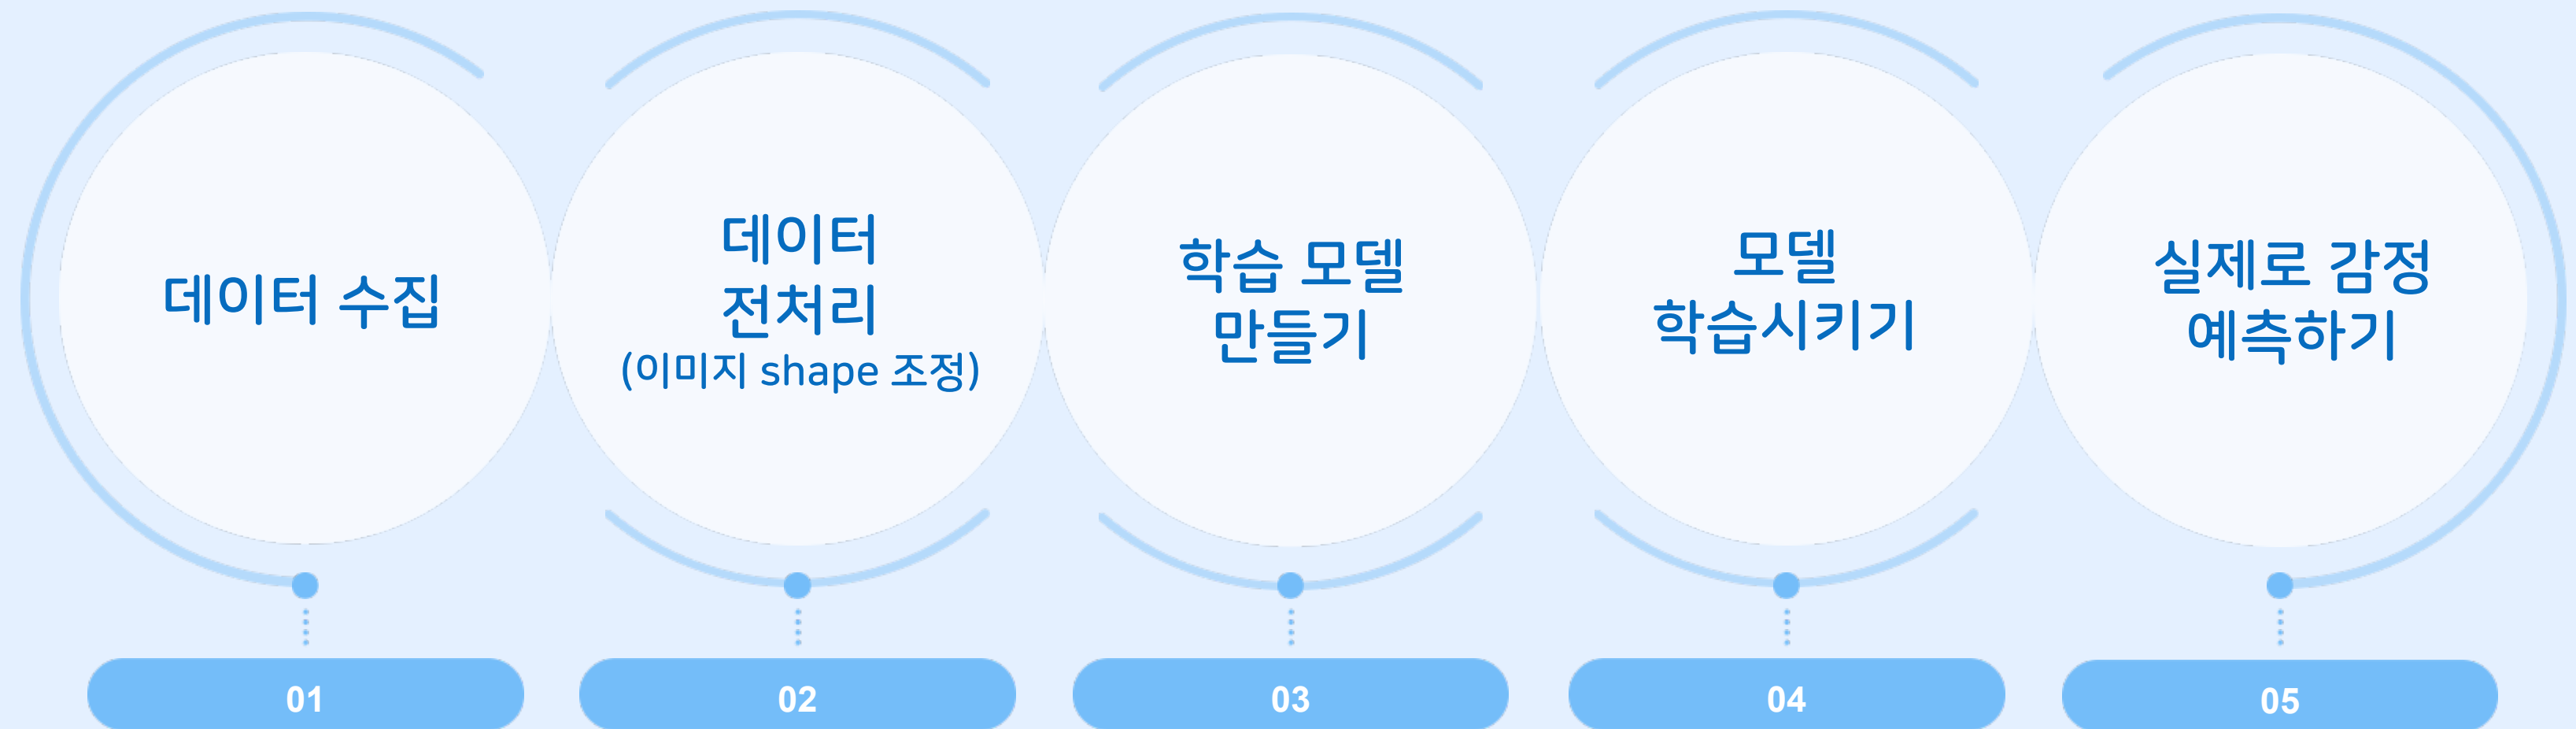 데이터 수집
01
데이터
전처리
(이미지 shape 조정)
02
학습 모델
만들기
03
모델
학습시키기
04
실제로 감정
예측하기
05